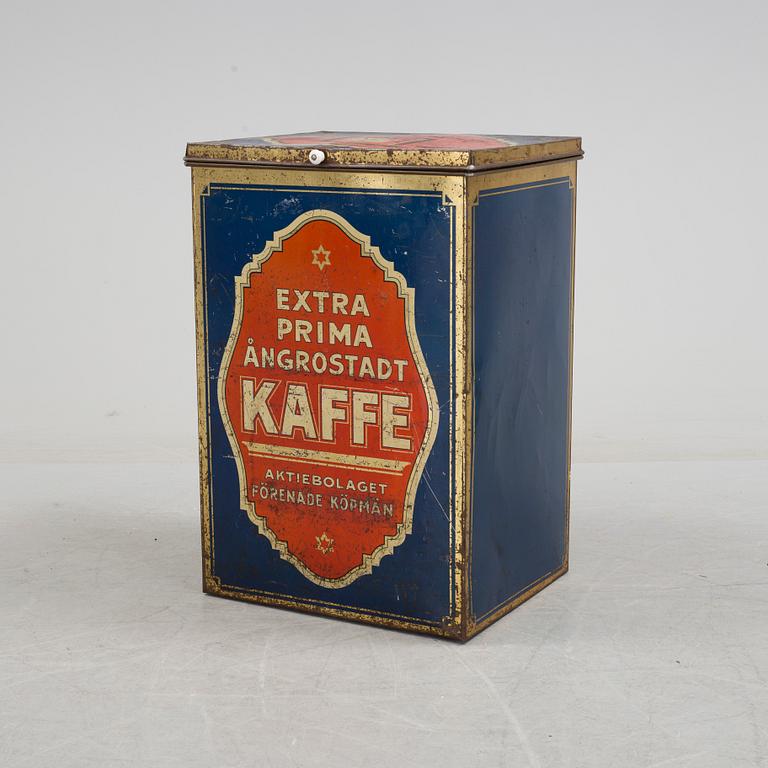 EXTRA
PRIMA
ÅNGROSTADT
KAFFE
AKTIEBOLAGET
FÖRENADE KÖPMÄN